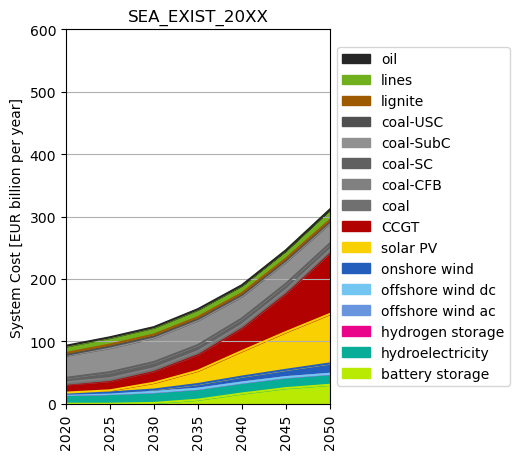 SEA_EXIST_20XX
System Cost [EUR billion per year]
600
500
400
300
200
100
0
2020
2025
2030
2035
2040
2045
2050
oil
lines
lignite
coal-USC
coal-SubC
coal-SC
coal-CFB
coal
CCGT
solar PV
onshore wind
offshore wind dc
offshore wind ac
hydrogen storage
hydroelectricity
battery storage